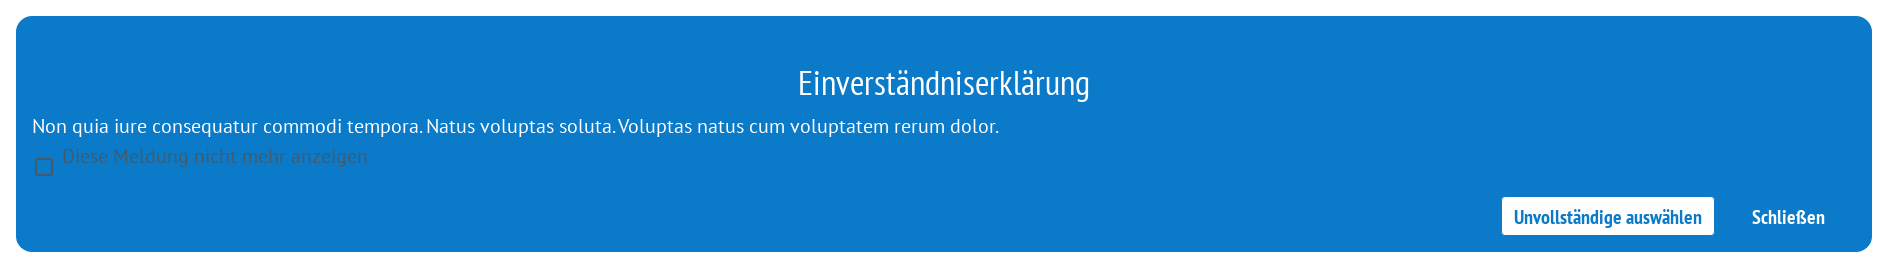 Einverständniserklärung
Non quia iure consequatur commodi tempora. Natus voluptas soluta. Voluptas natus cum voluptatem rerum dolor.
Diese Meldung nicht mehr anzeigen
Unvollständige auswählen Schließen